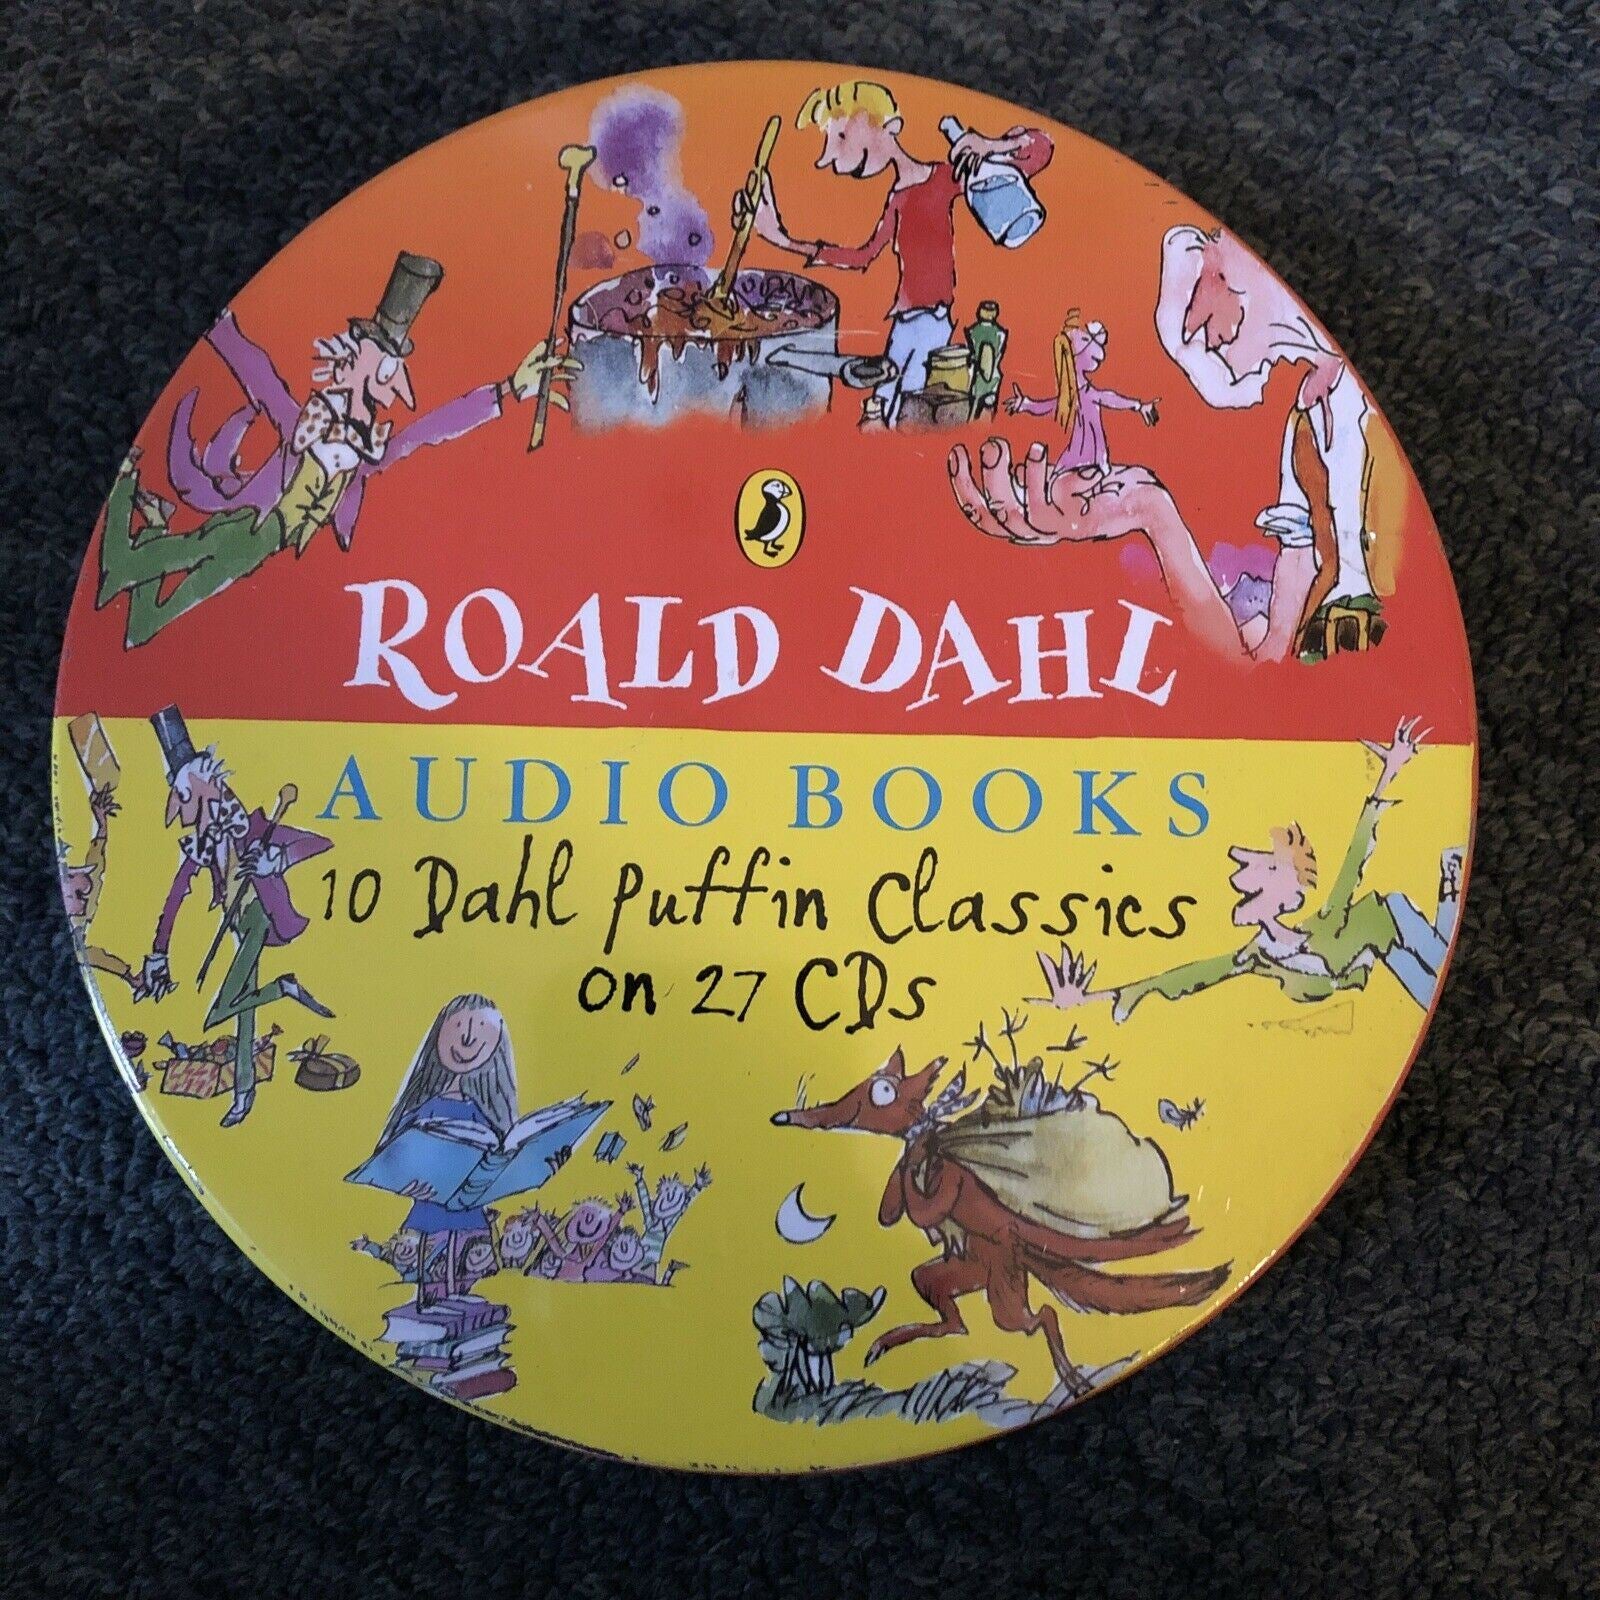 ROALD DAHL
AUDIO BOOKS
10 Dahl Puffin Classics
on 27 CDs